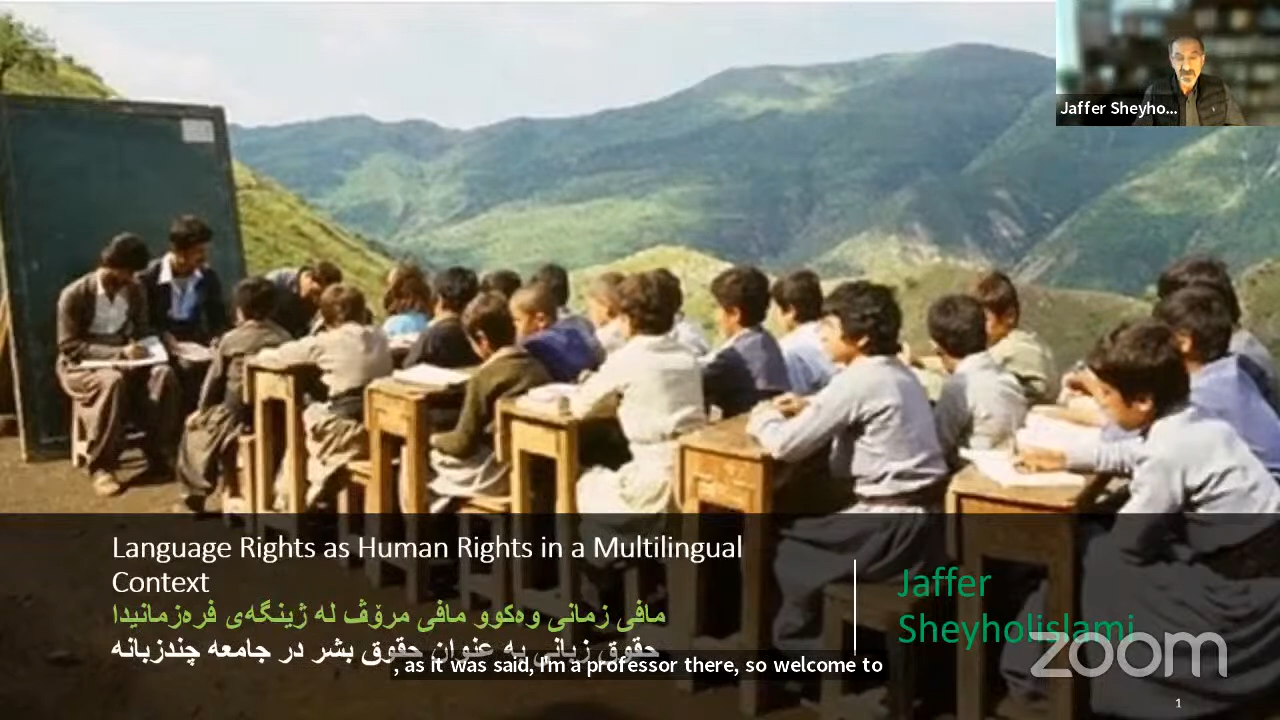 Jaffer Sheyho...
Language Rights as Human Rights in a Multilingual
Context
مافی زمانی وەکوو مافی مرۆڤ لە ژینگەی فرەزمانیدا
حقوق زبانی به عنوان حقوق بشر در جامعه چندزبانه
Jaffer
Sheyholislami
, as it was said, I'm a professor there, so welcome to
zoom
1